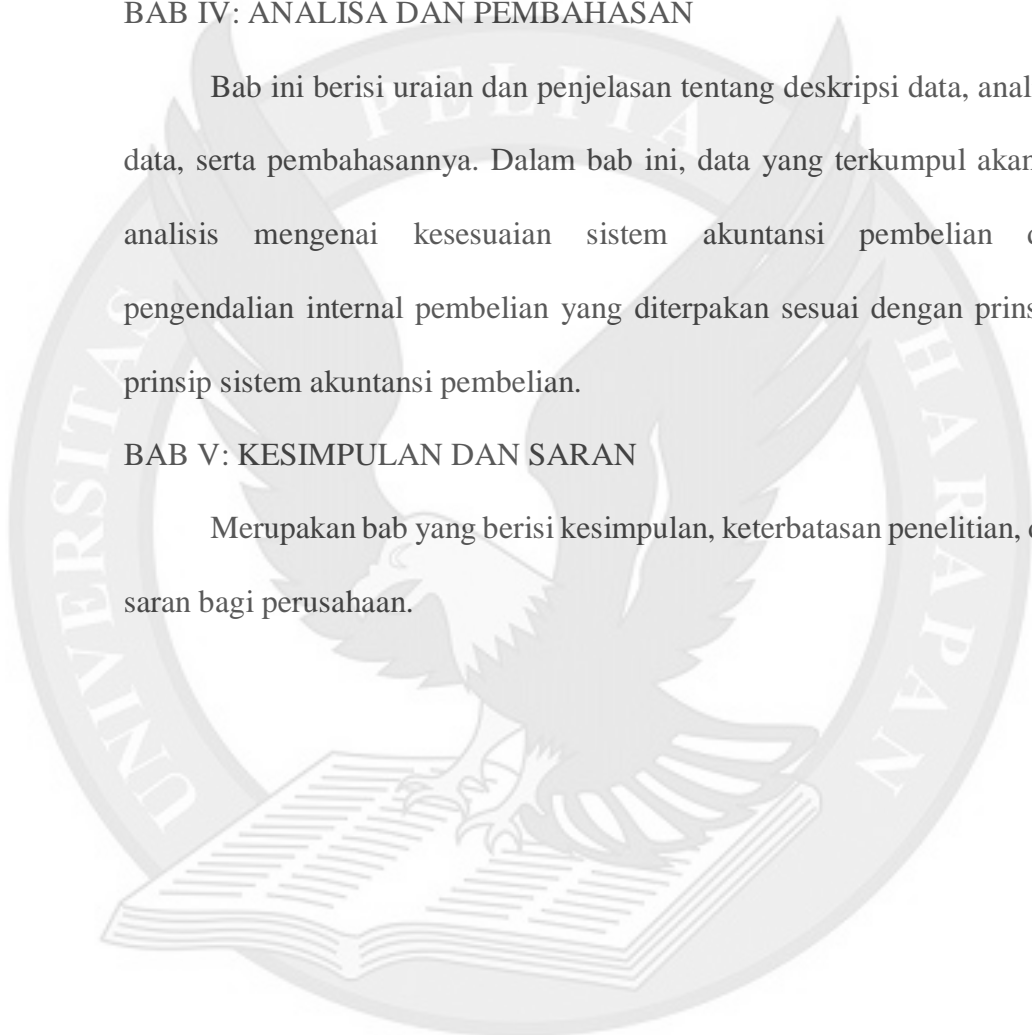 BAB IV: ANALISA DAN PEMBAHASAN
Bab ini berisi uraian dan penjelasan tentang deskripsi data, anal
data, serta pembahasannya. Dalam bab ini, data yang terkumpul akan
analisis mengenai kesesuaian sistem akuntansi pembelian
pengendalian internal pembelian yang diterpakan sesuai dengan prins
prinsip sistem akuntansi pembelian.
BAB V: KESIMPULAN DAN SARAN
Merupakan bab yang berisi kesimpulan, keterbatasan penelitian,
saran bagi perusahaan.
UNIVERSITAS
PELITA
HARAPAN